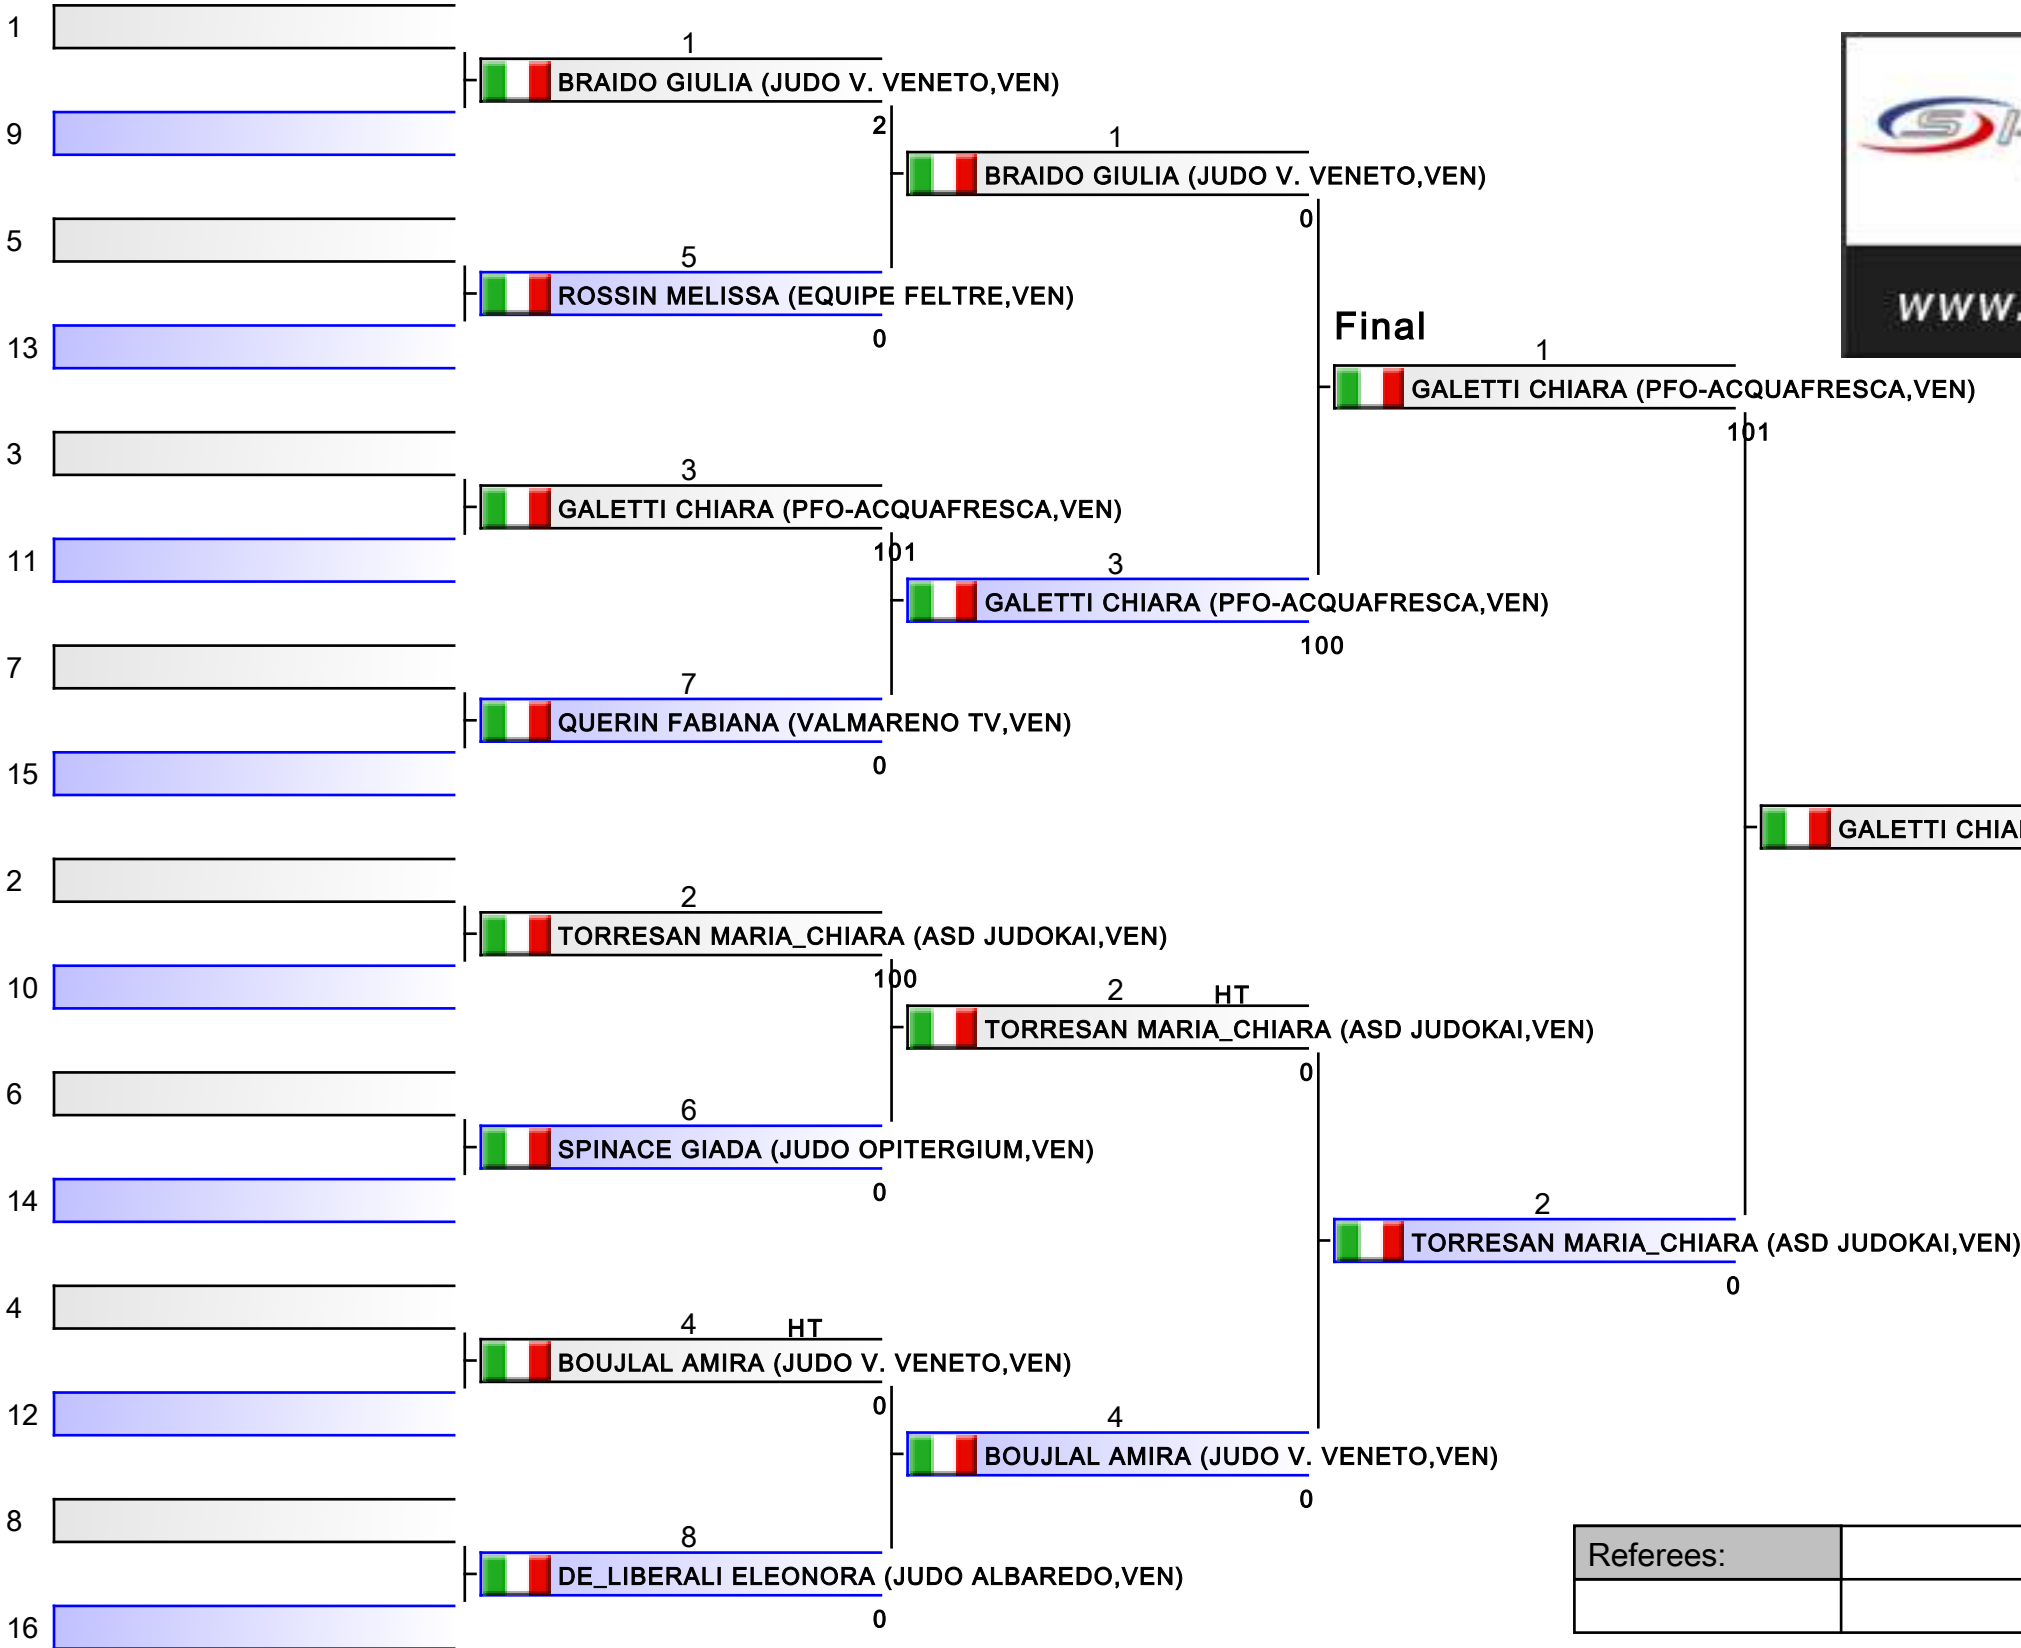 1
1
BRAIDO GIULIA (JUDO V. VENETO,VEN)
2
9
1
BRAIDO GIULIA (JUDO V. VENETO,VEN)
0
5
5
ROSSIN MELISSA (EQUIPE FELTRE,VEN)
0
13
WWW.
Final
1
GALETTI CHIARA (PFO-ACQUAFRESCA,VEN)
101
3
3
GALETTI CHIARA (PFO-ACQUAFRESCA,VEN)
101
11
3
GALETTI CHIARA (PFO-ACQUAFRESCA,VEN)
100
7
7
QUERIN FABIANA (VALMARENO TV,VEN)
0
15
GALETTI CHIA
2
2
TORRESAN MARIA_CHIARA (ASD JUDOKAI,VEN)
100
10
2 HT
TORRESAN MARIA_CHIARA (ASD JUDOKAI,VEN)
0
6
6
SPINACE GIADA (JUDO OPITERGIUM,VEN)
0
14
2
TORRESAN MARIA_CHIARA (ASD JUDOKAI,VEN)
0
4
4 HT
BOUJLAL AMIRA (JUDO V. VENETO,VEN)
0
12
4
BOUJLAL AMIRA (JUDO V. VENETO,VEN)
0
8
8
DE_LIBERALI ELEONORA (JUDO ALBAREDO,VEN)
0
16
Referees: